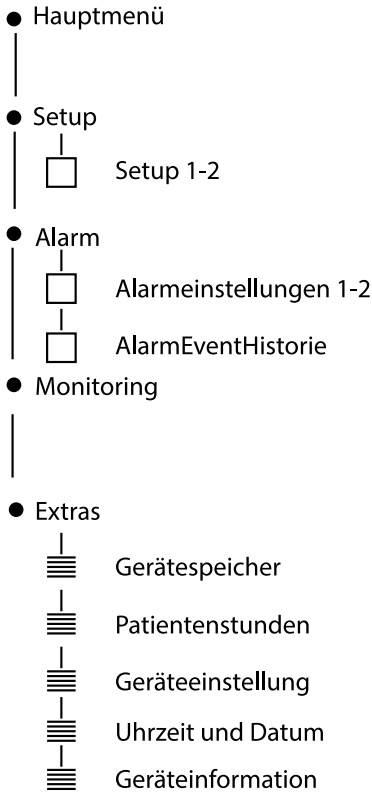 Hauptmenü
Setup
Setup 1-2
Alarm
Alarmeinstellungen 1-2
AlarmEventHistorie
Monitoring
Extras
Gerätespeicher
Patientenstunden
Geräteeinstellung
Uhrzeit und Datum
Geräteinformation